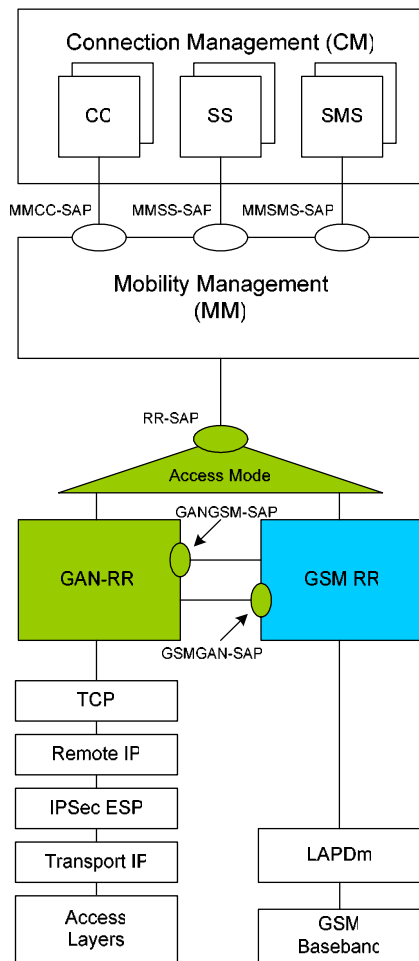 Connection Management (CM)
CC
SS
SMS
MMCC-SAP
MMSS-SAP
MMSMS-SAP
Mobility Management
(MM)
RR-SAP
Access Mode
GANGSM-SAP
GAN-RR
GSM RR
GSMGAN-SAP
TCP
Remote IP
IPSec ESP
Transport IP
LAPDm
Access
Layers
GSM
Baseband